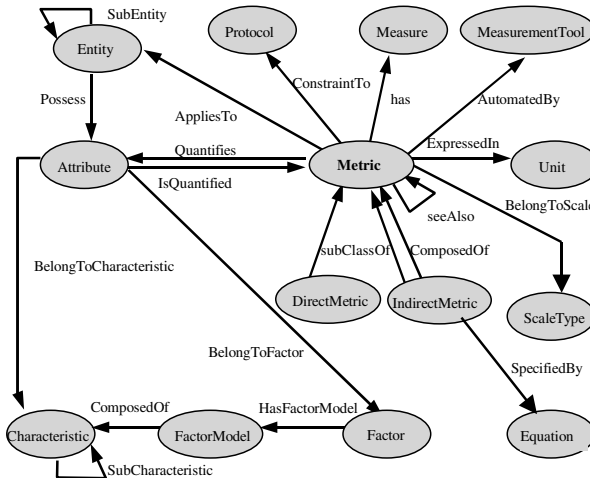 SubEntity
Entity
Protocol
Measure
MeasurementTool
ConstraintTo
has
AutomatedBy
Possess
AppliesTo
Quantifies
ExpressedIn
Attribute
Metric
Unit
IsQuantified
BelongToScale
seeAlso
subClassOf
ComposedOf
BelongToCharacteristic
DirectMetric
IndirectMetric
ScaleType
BelongToFactor
SpecifiedBy
ComposedOf
HasFactorModel
Characteristic
FactorModel
Factor
Equation
SubCharacteristic